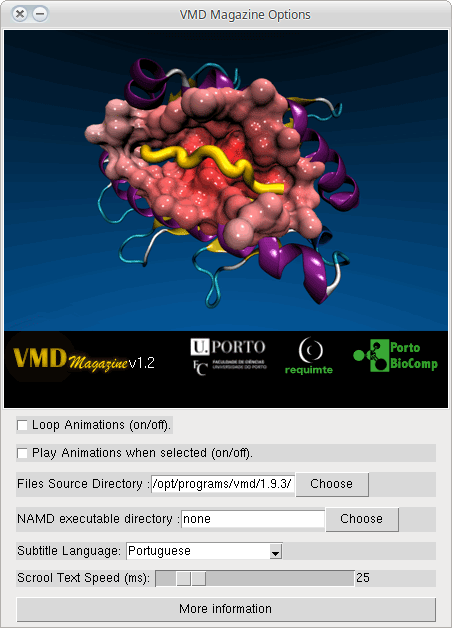 VMD Magazine Options
VMD Magazine v1.2
U. PORTO
FC FACULDADE DE CIÊNCIAS
UNIVERSIDADE DO PORTO
requimte
Porto
BioComp
Loop Animations (on/off).
Play Animations when selected (on/off).
Files Source Directory : /opt/programs/vmd/1.9.3/ Choose
NAMD executable directory : none Choose
Subtitle Language: Portuguese
Scrool Text Speed (ms): 25
More information